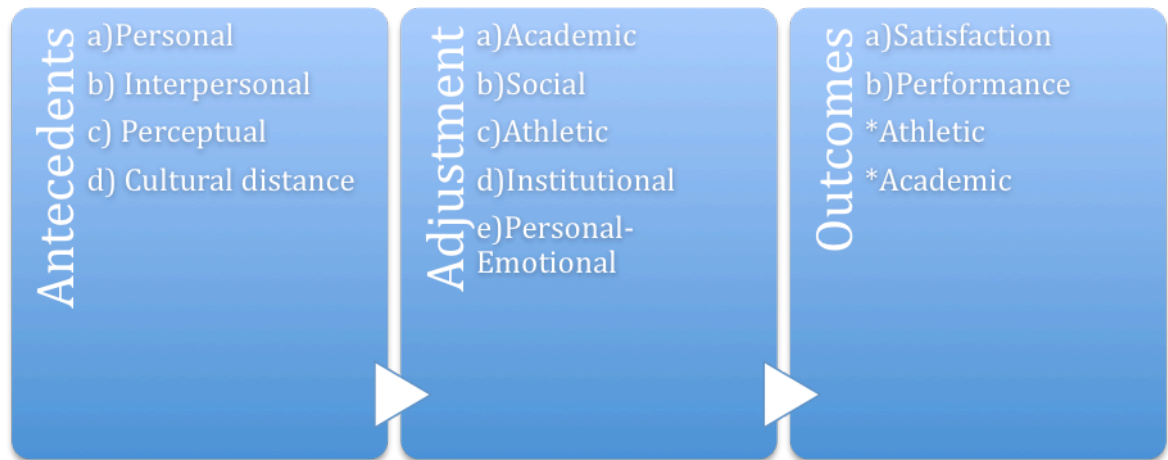 Antecedents
a)Personal
b) Interpersonal
c) Perceptual
d) Cultural distance
Adjustment
a)Academic
b)Social
c)Athletic
d)Institutional
e)Personal-
Emotional
Outcomes
a)Satisfaction
b)Performance
*Athletic
*Academic